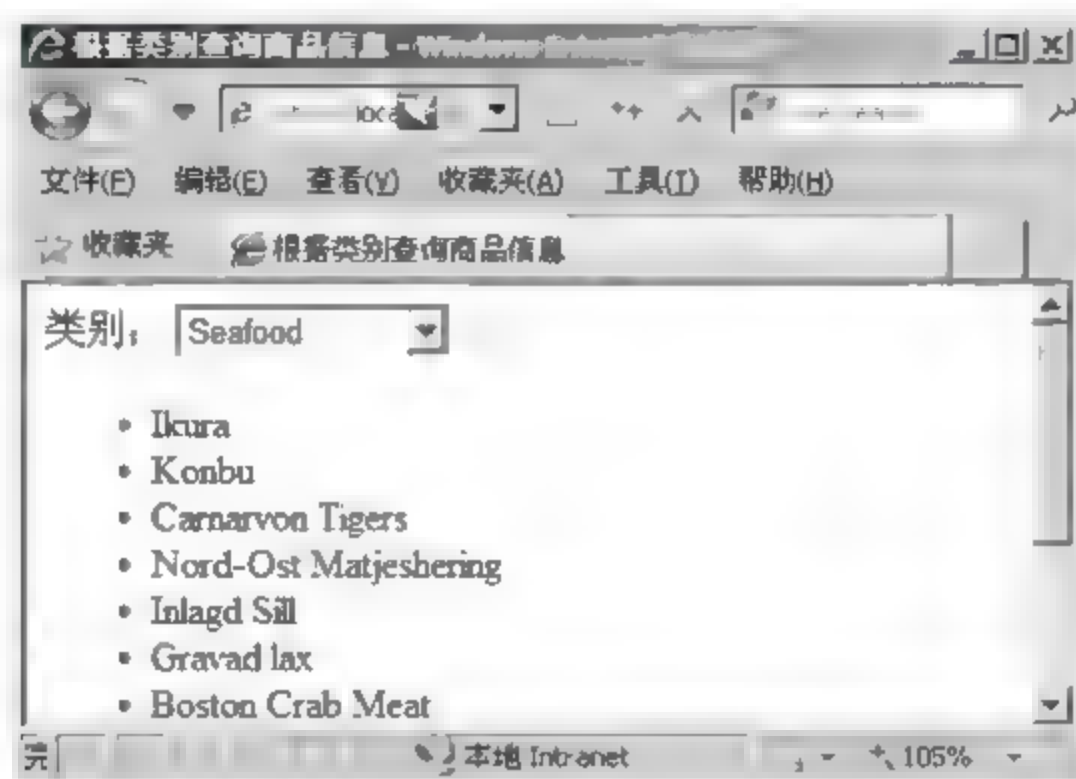 根据类别查询商品信息 - Windows
文件(F) 编辑(E) 查看(V) 收藏夹(A) 工具(T) 帮助(H)
收藏夹 根据类别查询商品信息
类别: Seafood
• Ikura
• Konbu
• Carnarvon Tigers
• Nord-Ost Matjeshering
• Inlagd Sill
• Gravad lax
• Boston Crab Meat
完 本地 Intranet 105%